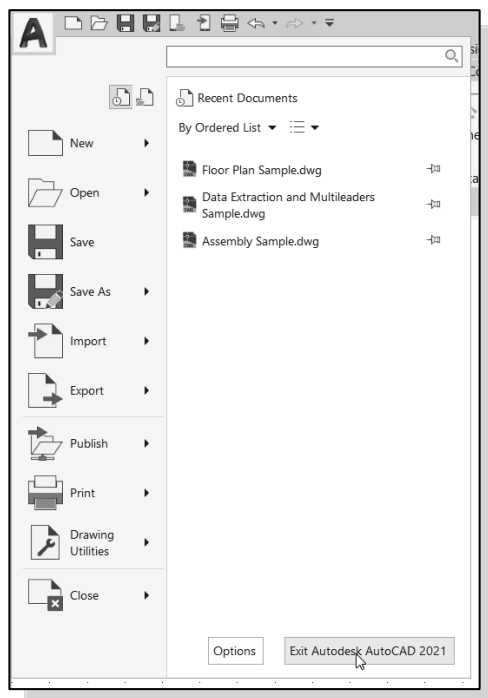 A
Recent Documents
By Ordered List
New
Floor Plan Sample.dwg
Open
Data Extraction and Multileaders
Sample.dwg
Save
Assembly Sample.dwg
Save As
Import
Export
Publish
Print
Drawing
Utilities
Close
Options
Exit Autodesk AutoCAD 2021